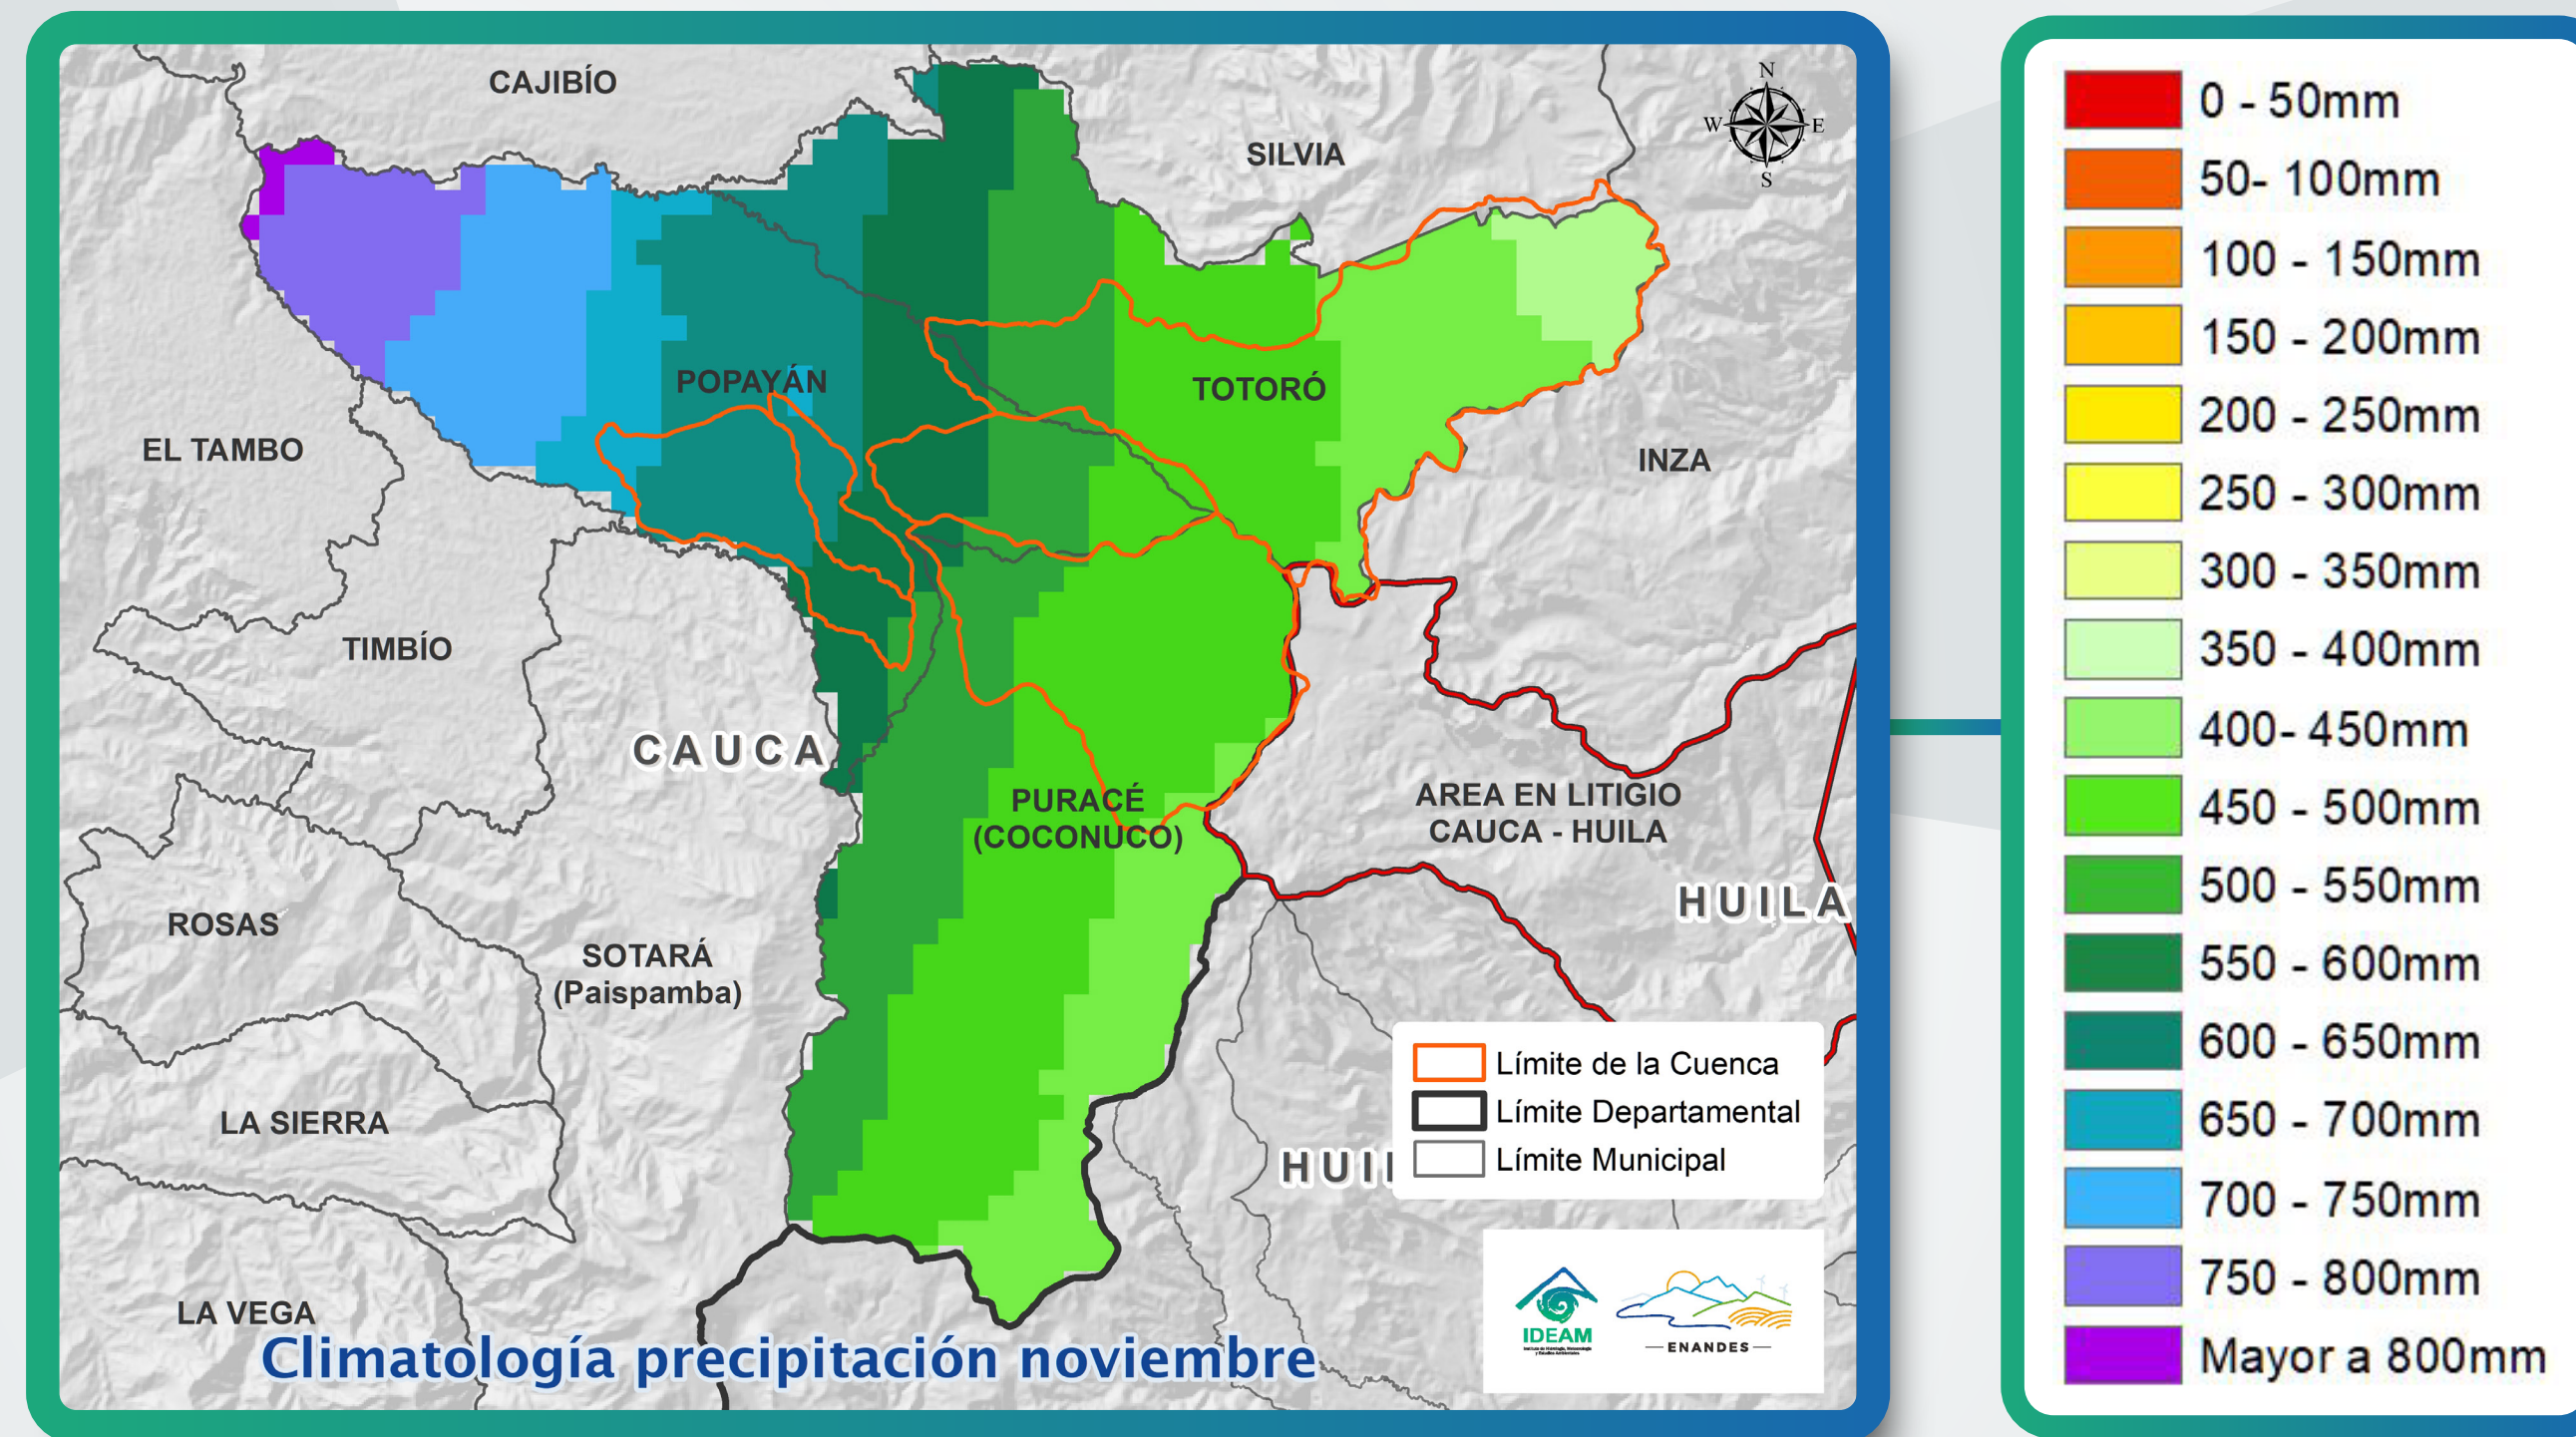 CAJIBÍO
N
W
E
S
SILVIA
POPAYÁN
TOTORÓ
EL TAMBO
INZA
TIMBÍO
CAUCA
PURACÉ
(COCONUCO)
AREA EN LITIGIO
CAUCA - HUILA
HUILA
ROSAS
SOTARÁ
(Paispamba)
LA SIERRA
HUI
LA VEGA
Límite de la Cuenca
Límite Departamental
Límite Municipal
IDEAM
ENANDES
Climatología precipitación noviembre
0 - 50mm
50- 100mm
100 - 150mm
150 - 200mm
200 - 250mm
250 - 300mm
300 - 350mm
350 - 400mm
400- 450mm
450 - 500mm
500 - 550mm
550 - 600mm
600 - 650mm
650 - 700mm
700 - 750mm
750 - 800mm
Mayor a 800mm